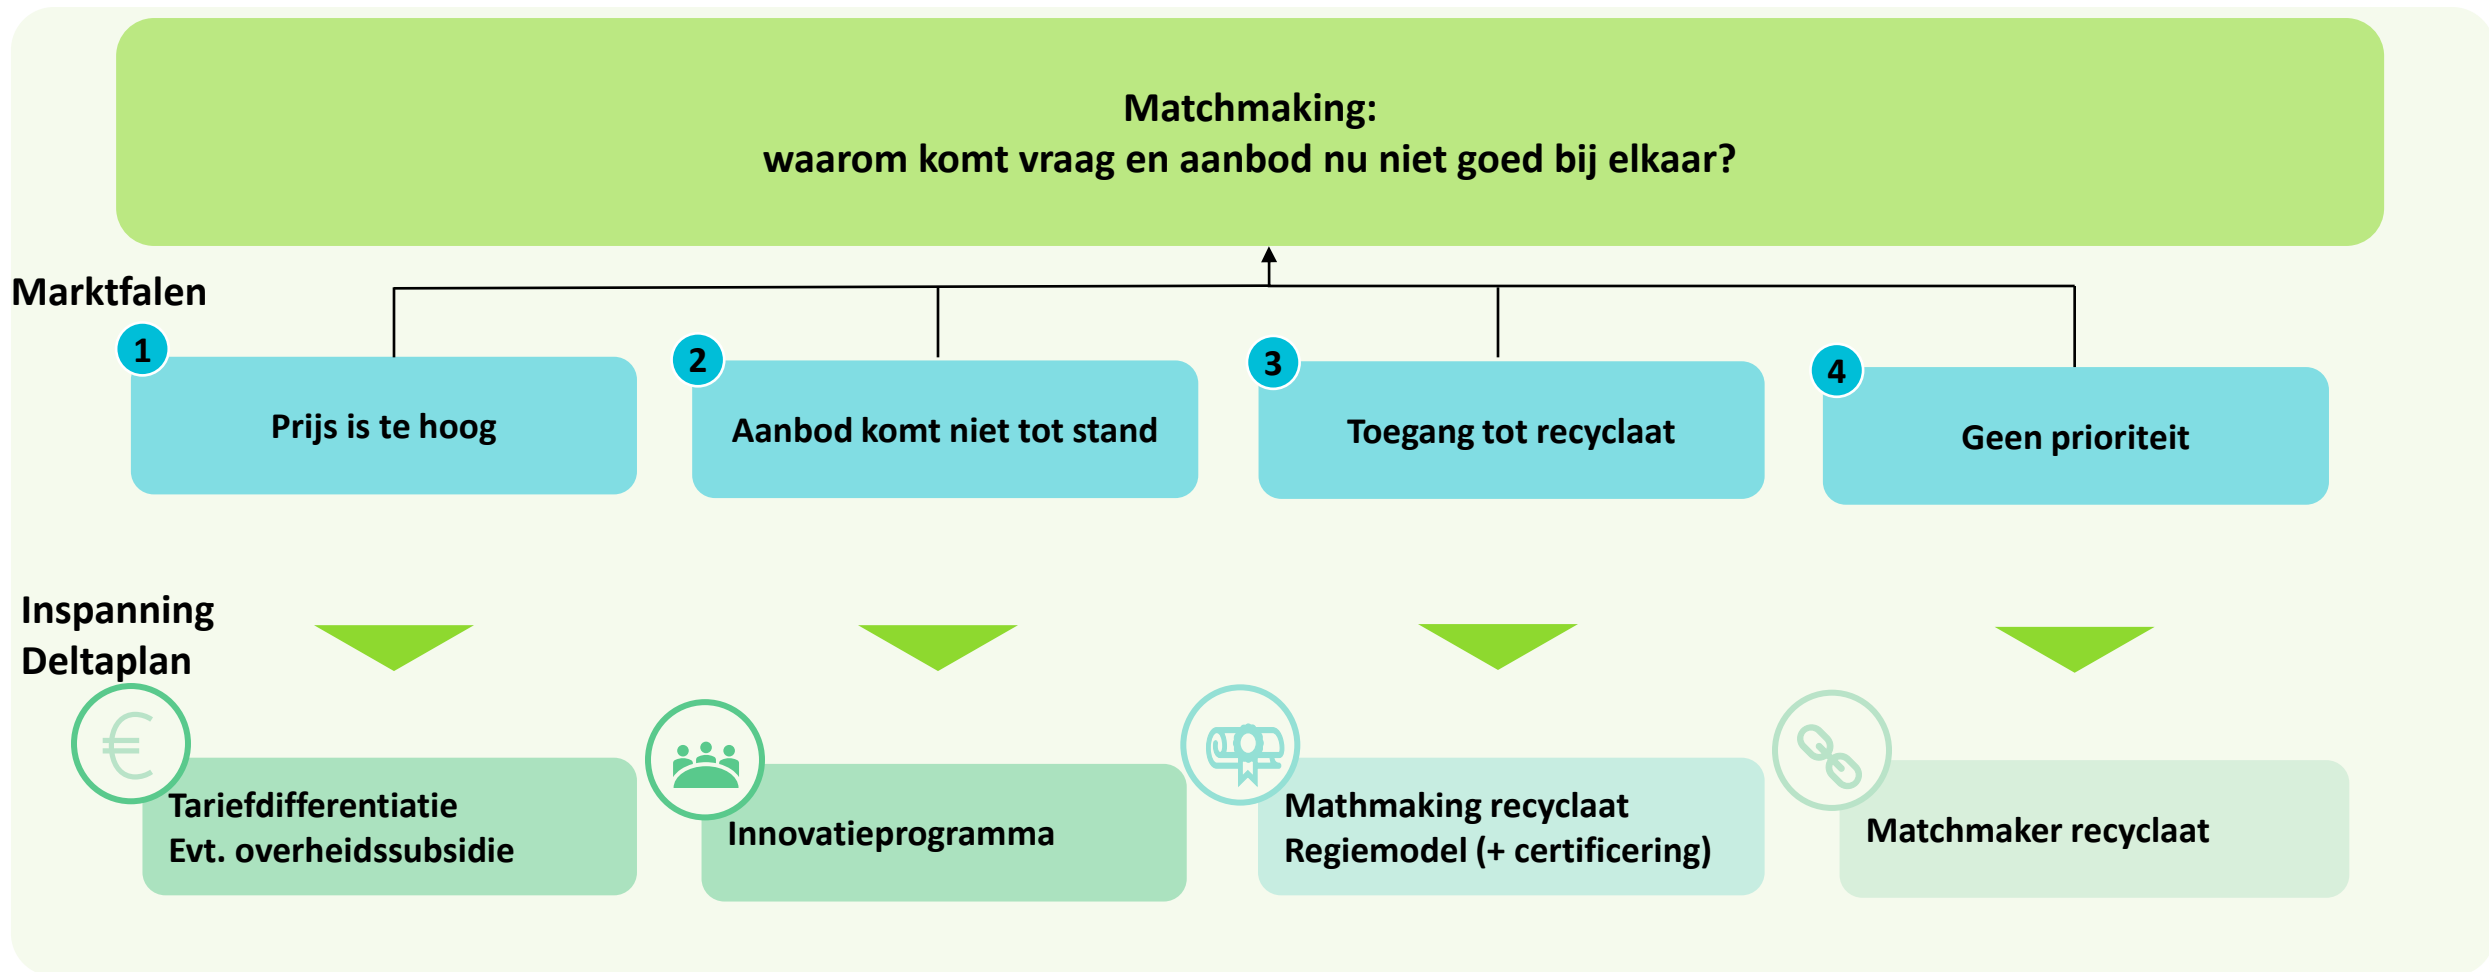 Matchmaking:
waarom komt vraag en aanbod nu niet goed bij elkaar?
Marktfalen
1
Prijs is te hoog
2
Aanbod komt niet tot stand
3
Toegang tot recyclaat
4
Geen prioriteit
Inspanning
Deltaplan
€
Tariefdifferentiatie
Evt. overheidssubsidie
Innovatieprogramma
Mathmaking recyclaat
Regiemodel (+ certificering)
Matchmaker recyclaat